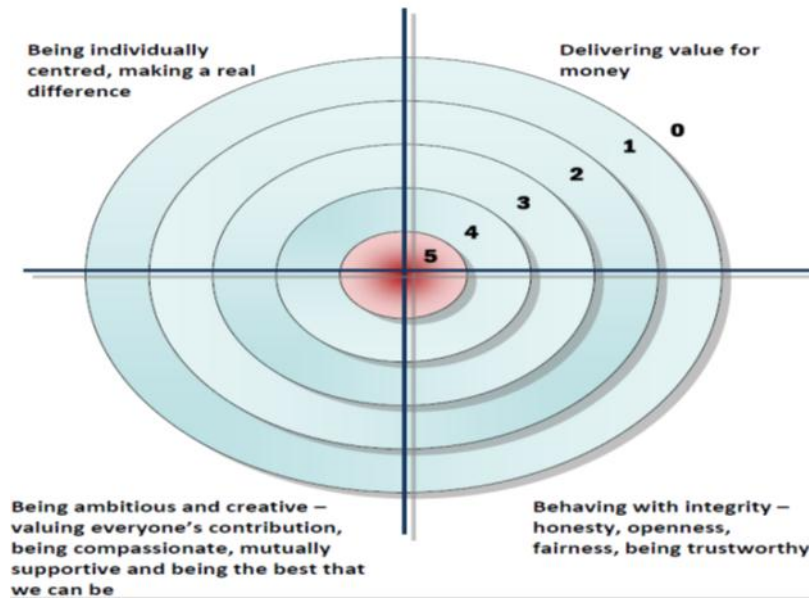 Being individually
centred, making a real
difference
Delivering value for
money
0
1
2
3
4
5
Being ambitious and creative –
valuing everyone's contribution,
being compassionate, mutually
supportive and being the best that
we can be
Behaving with integrity –
honesty, openness,
fairness, being trustworthy